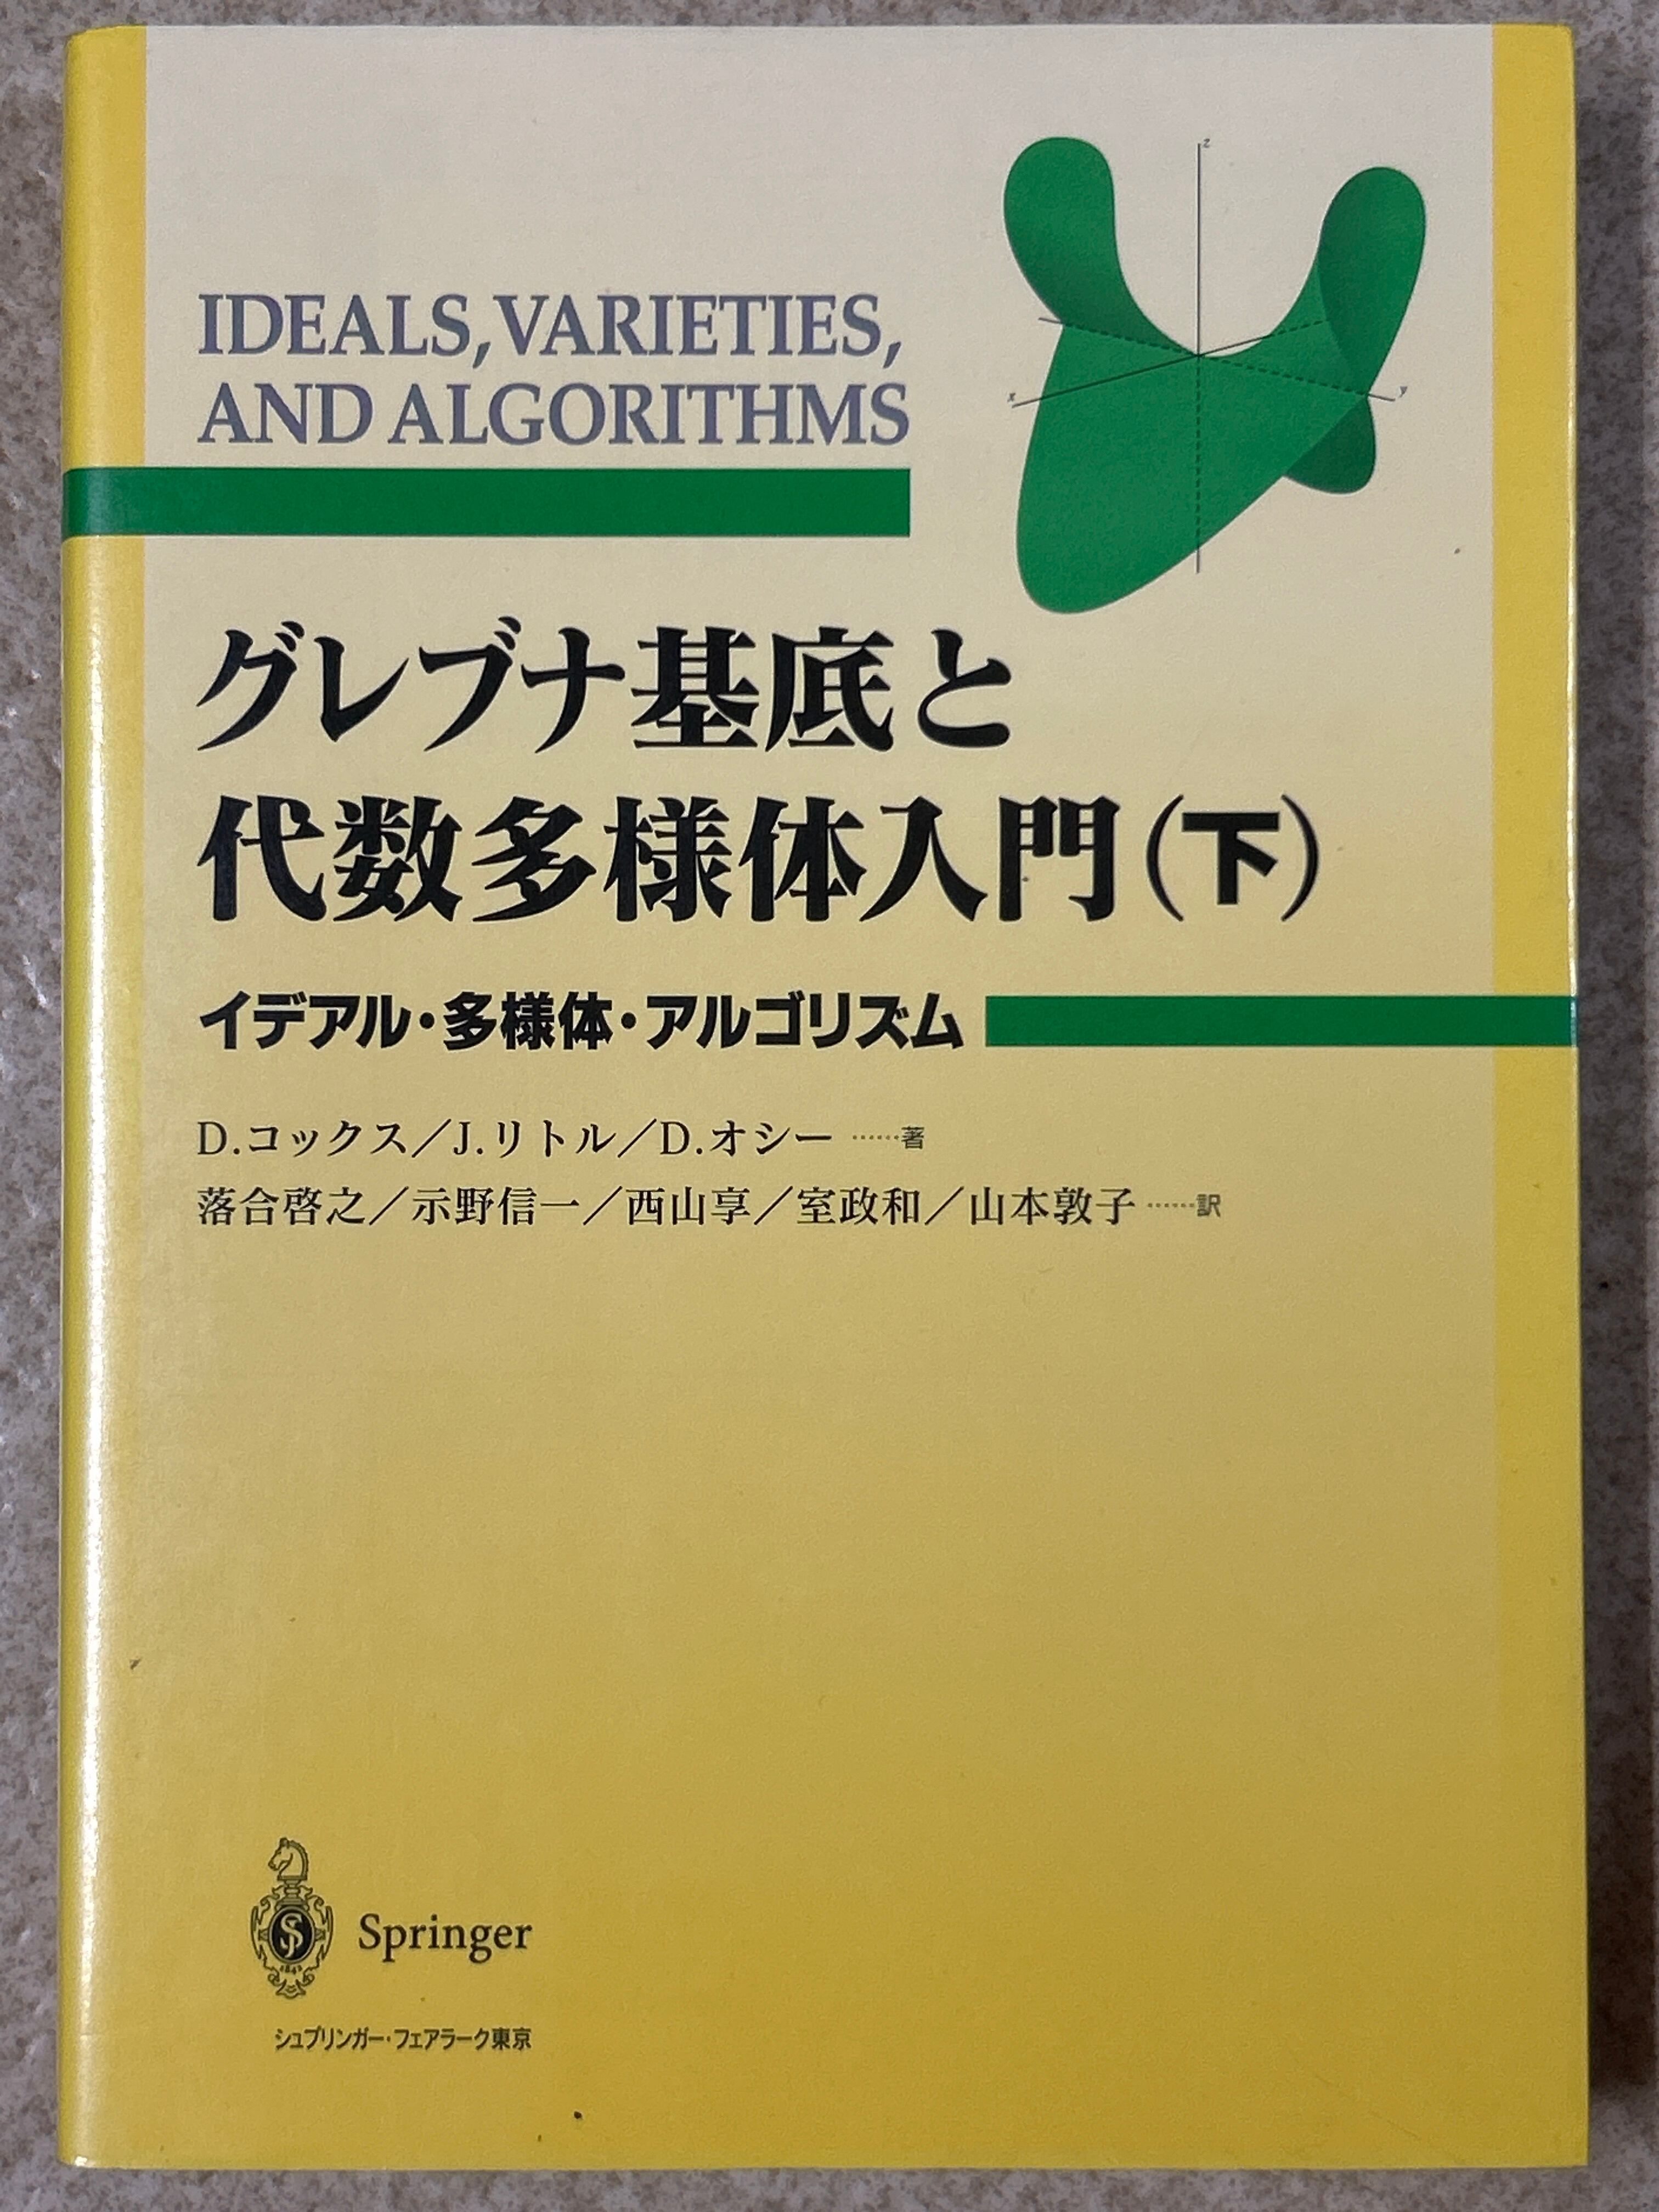 IDEALS, VARIETIES,
AND ALGORITHMS
z
x
y
グレブナ基底と
代数多様体入門(下)
イデアル・多様体・アルゴリズム
D.コックス／J.リトル／D.オシー ……著
落合啓之／示野信一／西山享／室政和／山本敦子 ……訳
Springer
シュプリンガー・フェアラーク東京